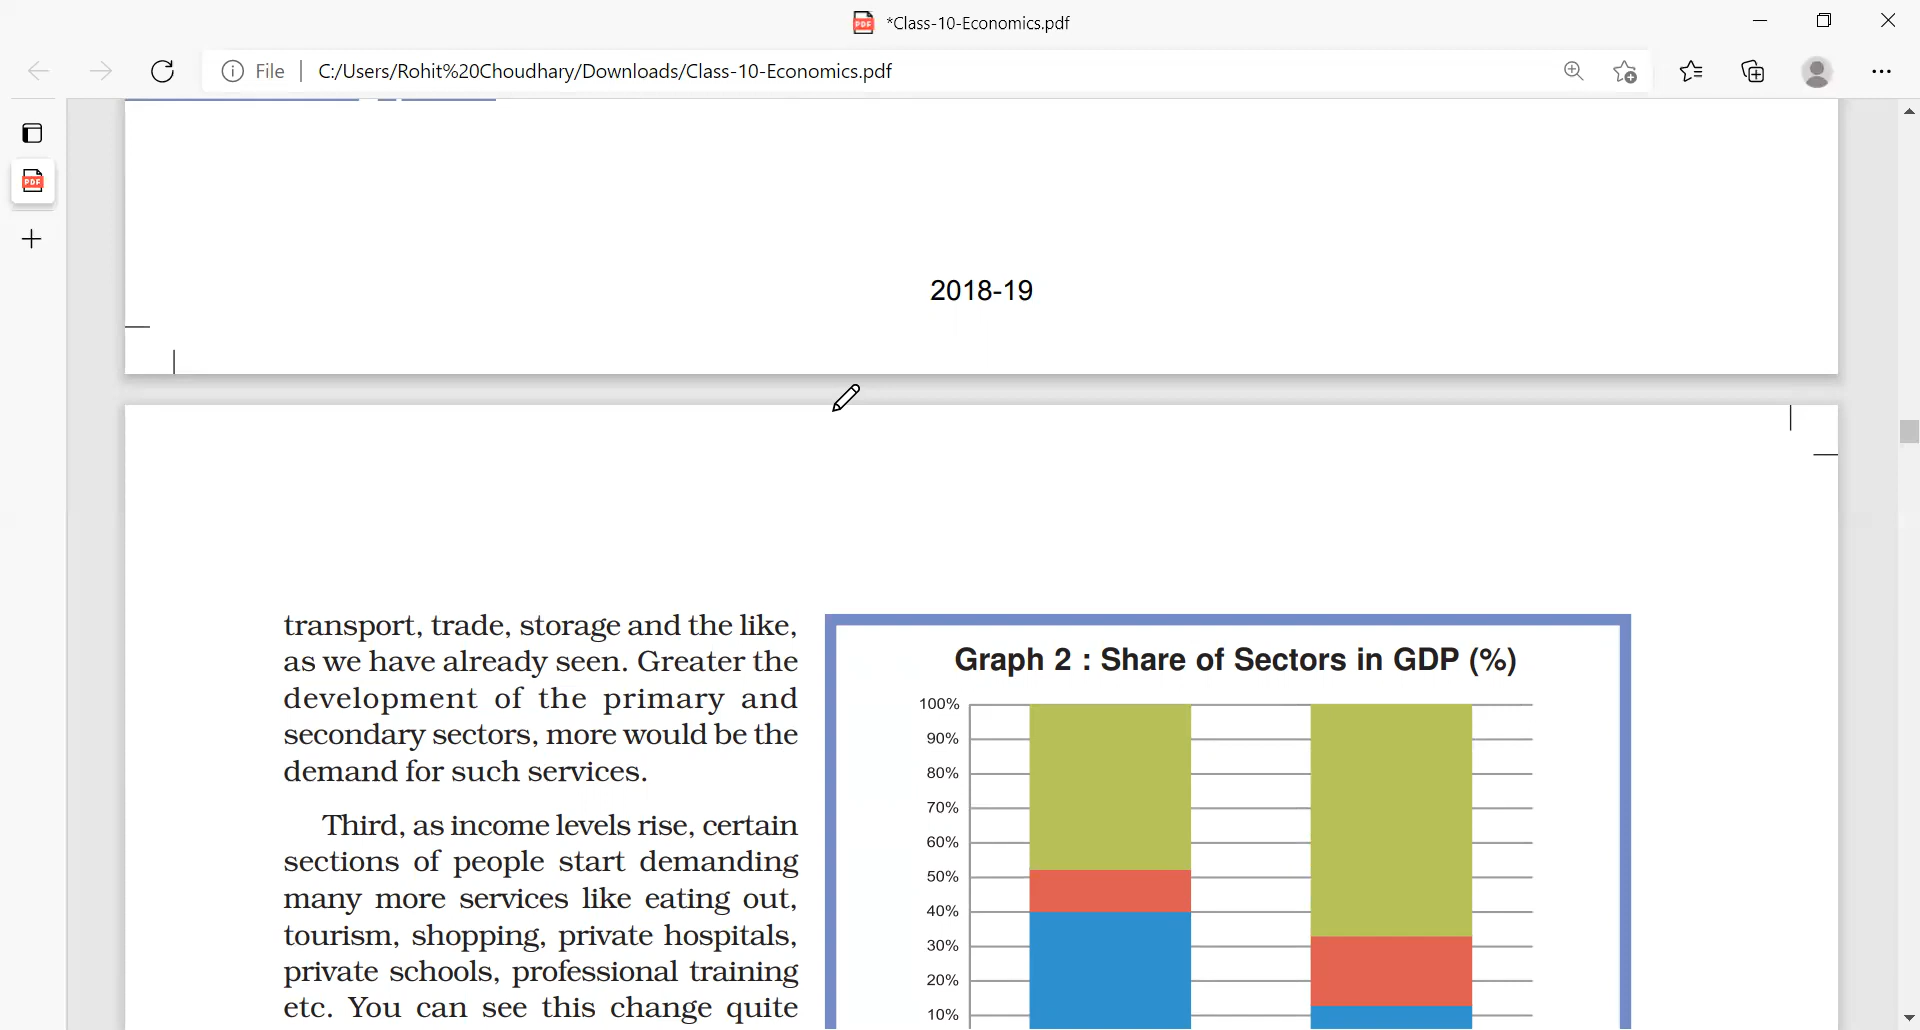 *Class-10-Economics.pdf
File | C:/Users/Rohit%20Choudhary/Downloads/Class-10-Economics.pdf
2018-19
transport, trade, storage and the like,
as we have already seen. Greater the
development of the primary and
secondary sectors, more would be the
demand for such services.
Third, as income levels rise, certain
sections of people start demanding
many more services like eating out,
tourism, shopping, private hospitals,
private schools, professional training
etc. You can see this change quite
Graph 2 : Share of Sectors in GDP (%)
100%
90%
80%
70%
60%
50%
40%
30%
20%
10%